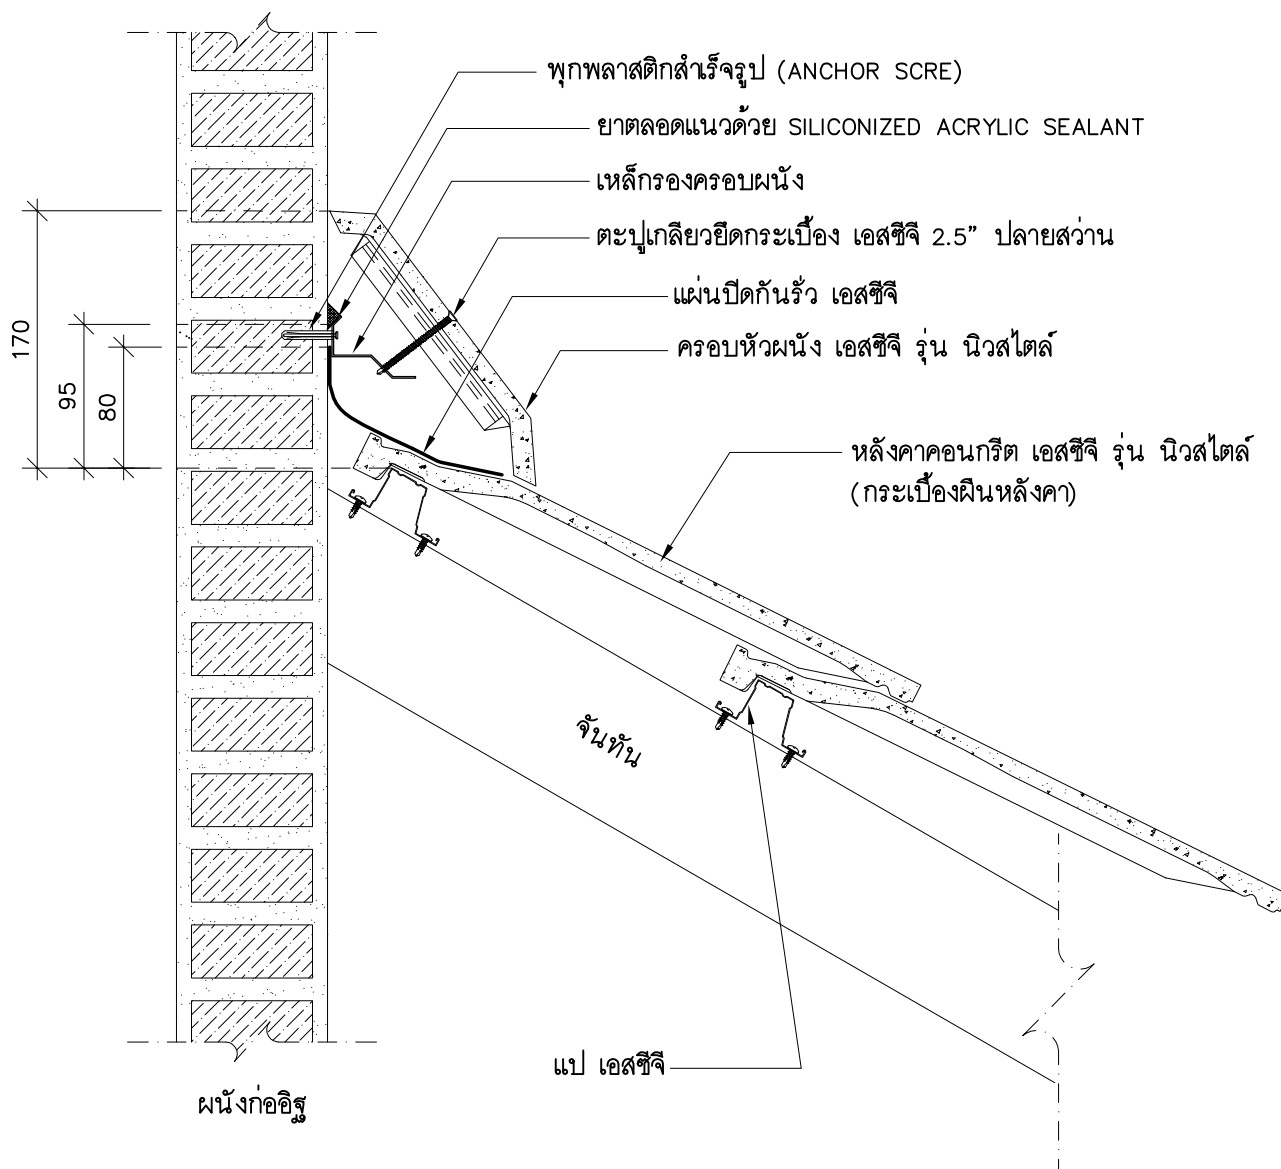 พุกพลาสติกสำเร็จรูป (ANCHOR SCRE)
ยาตลอดแนวด้วย SILICONIZED ACRYLIC SEALANT
เหล็กรองครอบผนัง
ตะปูเกลียวยึดกระเบื้อง เอสซีจี 2.5" ปลายสว่าน
แผ่นปิดกันรั่ว เอสซีจี
ครอบหัวผนัง เอสซีจี รุ่น นิวสไตล์
170
95
80
หลังคาคอนกรีต เอสซีจี รุ่น นิวสไตล์
(กระเบื้องผืนหลังคา)
จันทัน
แป เอสซีจี
ผนังก่ออิฐ